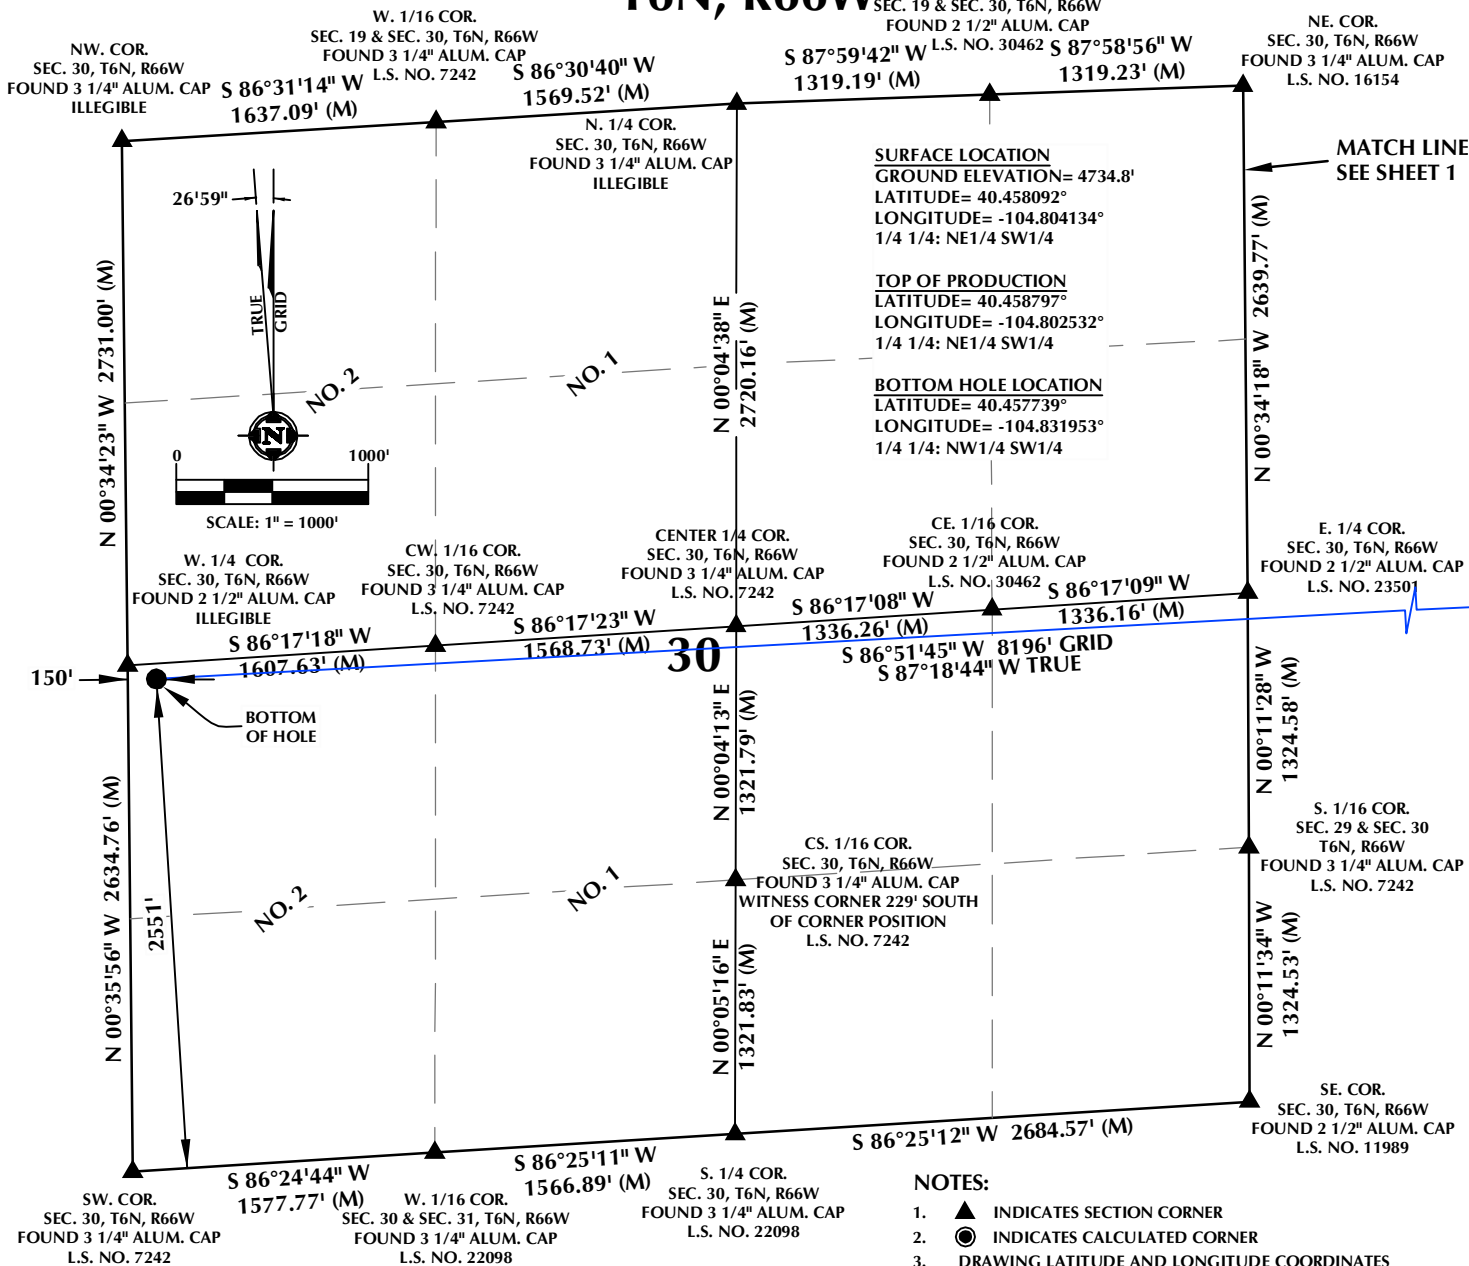 T6N, R66W
W. 1/16 COR.
SEC. 19 & SEC. 30, T6N, R66W
FOUND 3 1/4" ALUM. CAP
L.S. NO. 7242
SEC. 19 & SEC. 30, T6N, R66W
FOUND 2 1/2" ALUM. CAP
L.S. NO. 30462
NE. COR.
SEC. 30, T6N, R66W
FOUND 3 1/4" ALUM. CAP
L.S. NO. 16154
NW. COR.
SEC. 30, T6N, R66W
FOUND 3 1/4" ALUM. CAP
ILLEGIBLE
S 86°31'14" W
1637.09' (M)
S 86°30'40" W
1569.52' (M)
S 87°59'42" W
1319.19' (M)
S 87°58'56" W
1319.23' (M)
N. 1/4 COR.
SEC. 30, T6N, R66W
FOUND 3 1/4" ALUM. CAP
ILLEGIBLE
MATCH LINE
SEE SHEET 1
SURFACE LOCATION
GROUND ELEVATION= 4734.8'
LATITUDE= 40.458092°
LONGITUDE= -104.804134°
1/4 1/4: NE1/4 SW1/4
TOP OF PRODUCTION
LATITUDE= 40.458797°
LONGITUDE= -104.802532°
1/4 1/4: NE1/4 SW1/4
BOTTOM HOLE LOCATION
LATITUDE= 40.457739°
LONGITUDE= -104.831953°
1/4 1/4: NW1/4 SW1/4
26'59"
TRUE
GRID
N
0 1000'
SCALE: 1" = 1000'
NO. 2
NO. 1
N 00°34'23" W 2731.00' (M)
N 00°04'38" E
2720.16' (M)
N 00°34'18" W 2639.77' (M)
W. 1/4 COR.
SEC. 30, T6N, R66W
FOUND 2 1/2" ALUM. CAP
ILLEGIBLE
CW. 1/16 COR.
SEC. 30, T6N, R66W
FOUND 3 1/4" ALUM. CAP
L.S. NO. 7242
CENTER 1/4 COR.
SEC. 30, T6N, R66W
FOUND 3 1/4" ALUM. CAP
L.S. NO. 7242
CE. 1/16 COR.
SEC. 30, T6N, R66W
FOUND 2 1/2" ALUM. CAP
L.S. NO. 30462
E. 1/4 COR.
SEC. 30, T6N, R66W
FOUND 2 1/2" ALUM. CAP
L.S. NO. 23501
S 86°17'18" W
1607.63' (M)
S 86°17'23" W
1568.73' (M)
S 86°17'08" W
1336.26' (M)
S 86°17'09" W
1336.16' (M)
30
S 86°51'45" W 8196' GRID
S 87°18'44" W TRUE
150'
BOTTOM
OF HOLE
2551'
N 00°35'56" W 2634.76' (M)
N 00°04'13" E
1321.79' (M)
N 00°11'28" W
1324.58' (M)
NO. 2
NO. 1
CS. 1/16 COR.
SEC. 30, T6N, R66W
FOUND 3 1/4" ALUM. CAP
WITNESS CORNER 229' SOUTH
OF CORNER POSITION
L.S. NO. 7242
S. 1/16 COR.
SEC. 29 & SEC. 30
T6N, R66W
FOUND 3 1/4" ALUM. CAP
L.S. NO. 7242
N 00°05'16" E
1321.83' (M)
N 00°11'34" W
1324.53' (M)
SE. COR.
SEC. 30, T6N, R66W
FOUND 2 1/2" ALUM. CAP
L.S. NO. 11989
S 86°24'44" W
1577.77' (M)
S 86°25'11" W
1566.89' (M)
S 86°25'12" W 2684.57' (M)
SW. COR.
SEC. 30, T6N, R66W
FOUND 3 1/4" ALUM. CAP
L.S. NO. 7242
W. 1/16 COR.
SEC. 30 & SEC. 31, T6N, R66W
FOUND 3 1/4" ALUM. CAP
L.S. NO. 22098
S. 1/4 COR.
SEC. 30, T6N, R66W
FOUND 3 1/4" ALUM. CAP
L.S. NO. 22098
NOTES:
1. INDICATES SECTION CORNER
2. INDICATES CALCULATED CORNER
3. DRAWING LATITUDE AND LONGITUDE COORDINATES